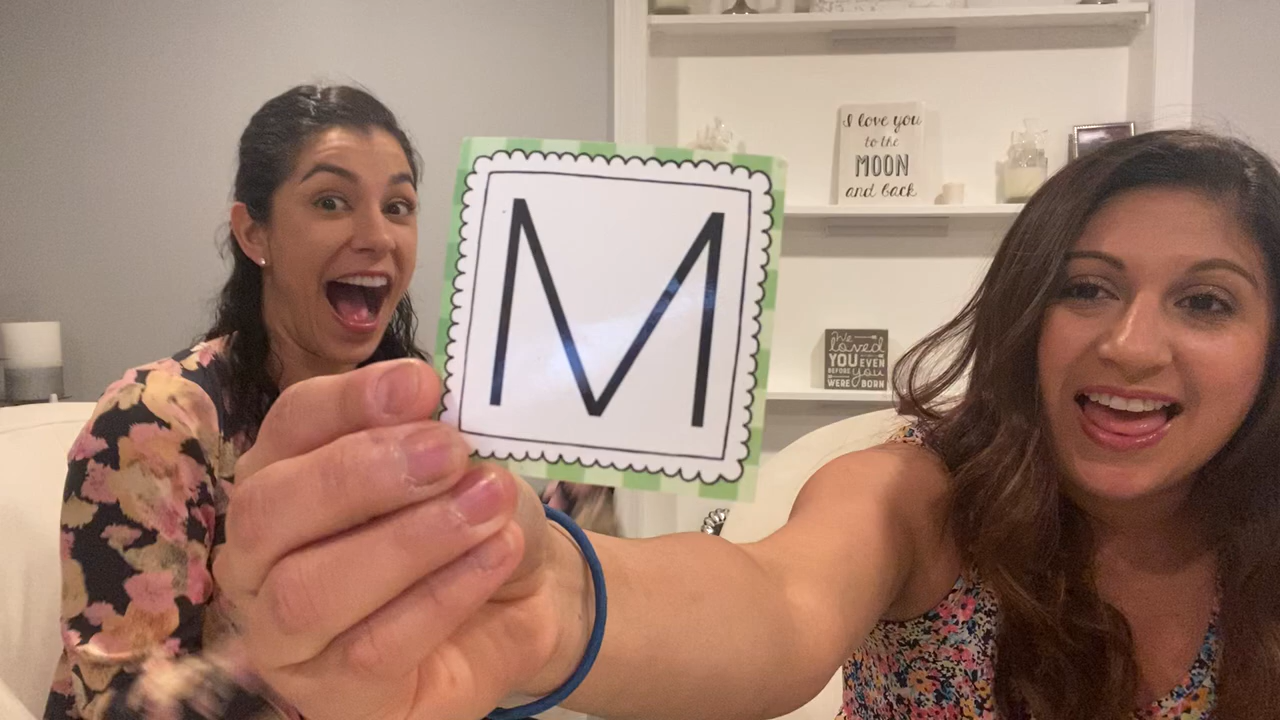 M
I love you
to the
MOON
and back
We
loved
YOU EVEN
BEFORE you
WERE BORN